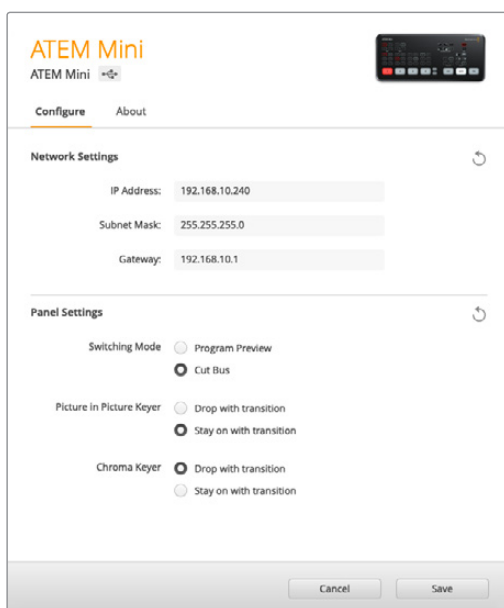 ATEM Mini
ATEM Mini
Configure About
Network Settings
IP Address: 192.168.10.240
Subnet Mask: 255.255.255.0
Gateway: 192.168.10.1
Panel Settings
Switching Mode Program Preview
Cut Bus
Picture in Picture Keyer Drop with transition
Stay on with transition
Chroma Keyer Drop with transition
Stay on with transition
Cancel Save